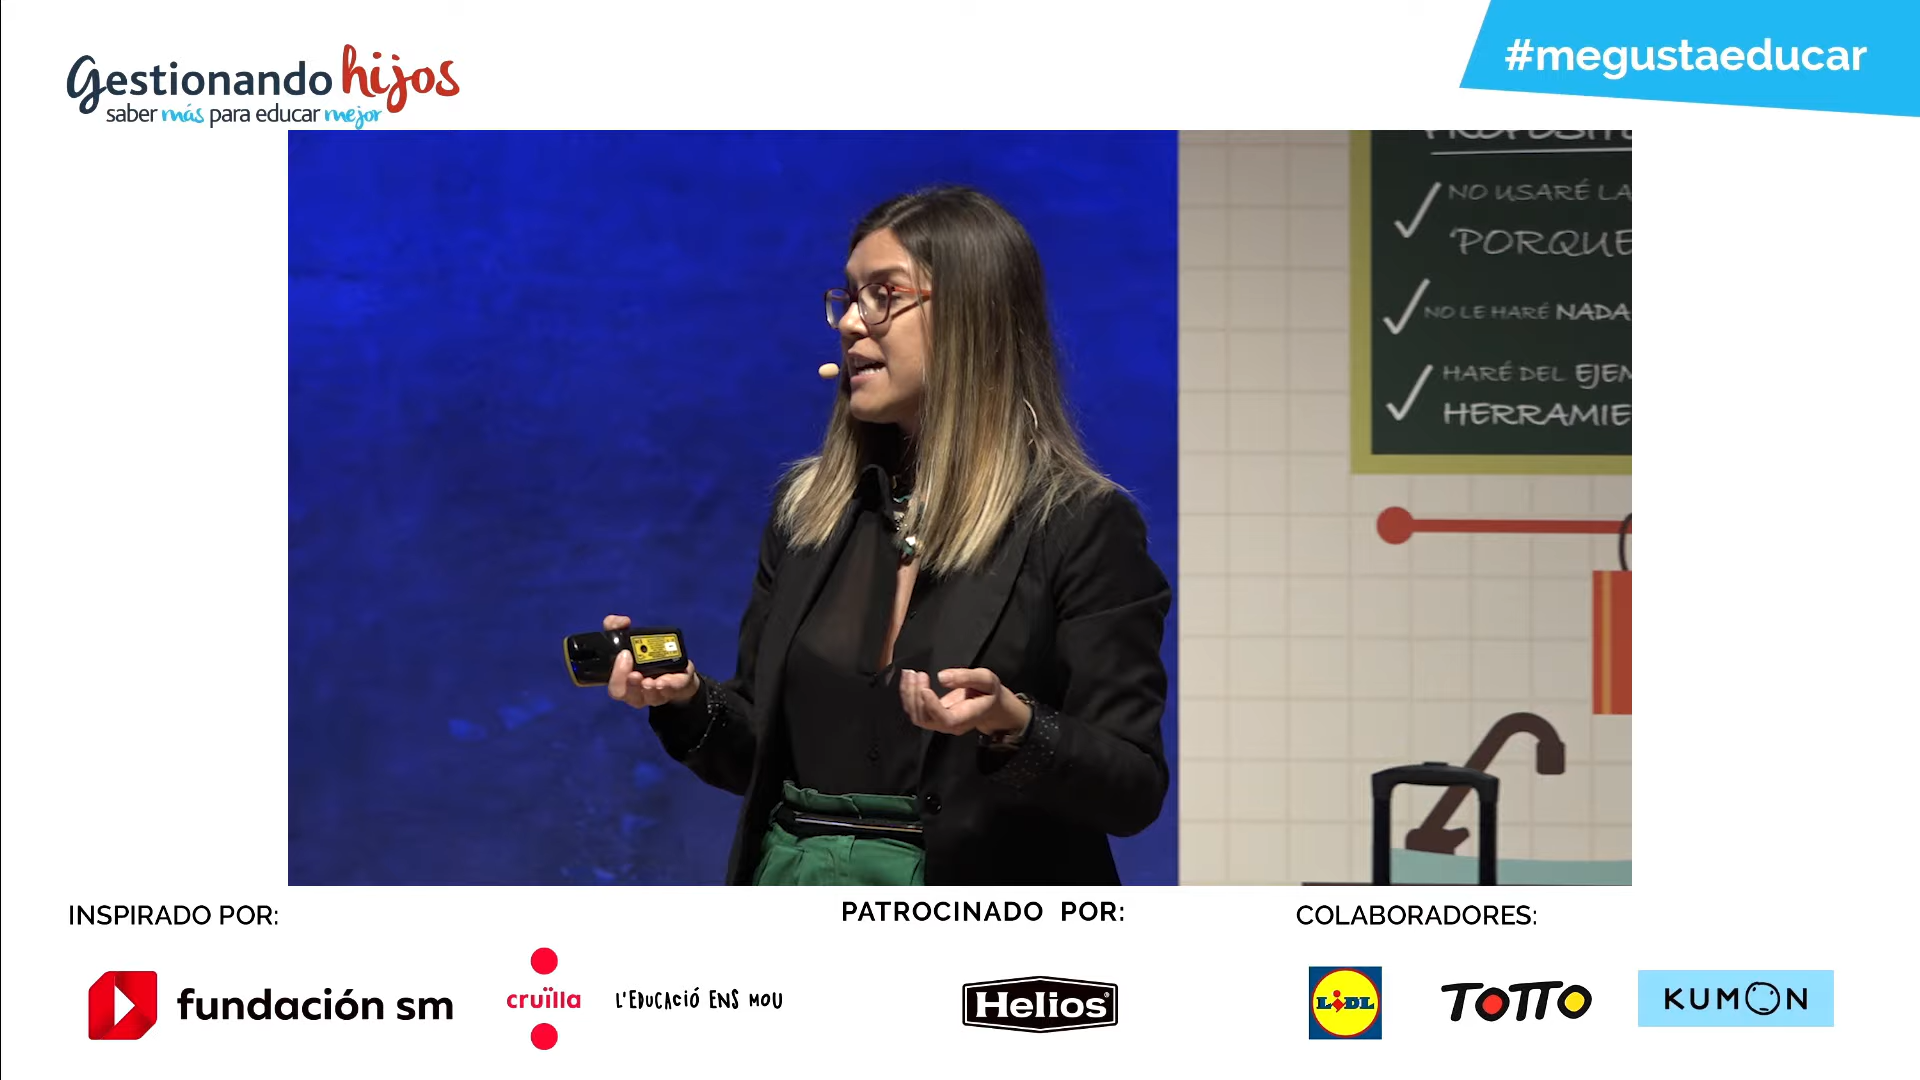 Gestionando hijos
saber más para educar mejor
#megustaeducar
NO USARÉ LA
"PORQUE
NO LE HARÉ NADA
HARÉ DEL EJEM
HERRAMIE
INSPIRADO POR:
PATROCINADO POR:
COLABORADORES:
fundación sm
cruïlla
L'EDUCACIÓ ENS MOU
Helios
LIDL
TOTTO
KUMON